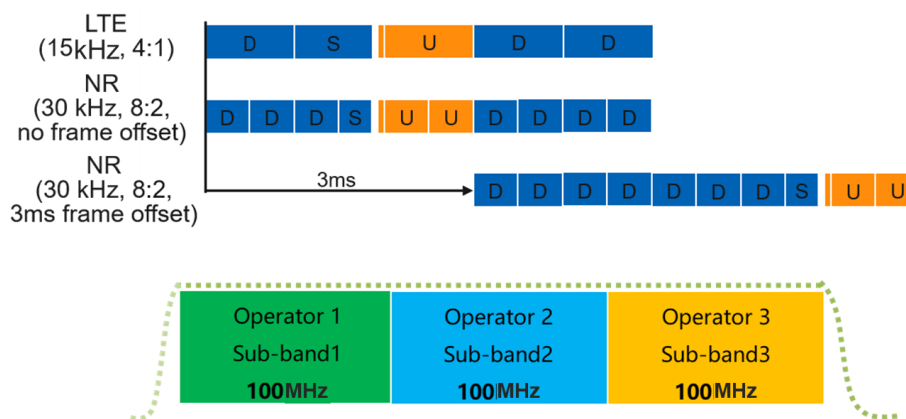 LTE
(15kHz, 4:1)
D S U D D
NR
(30 kHz, 8:2,
no frame offset)
D D D S U U D D D D
NR
(30 kHz, 8:2,
3ms frame offset)
3ms
D D D D D D D S U U
Operator 1
Sub-band1
100MHz
Operator 2
Sub-band2
100MHz
Operator 3
Sub-band3
100MHz